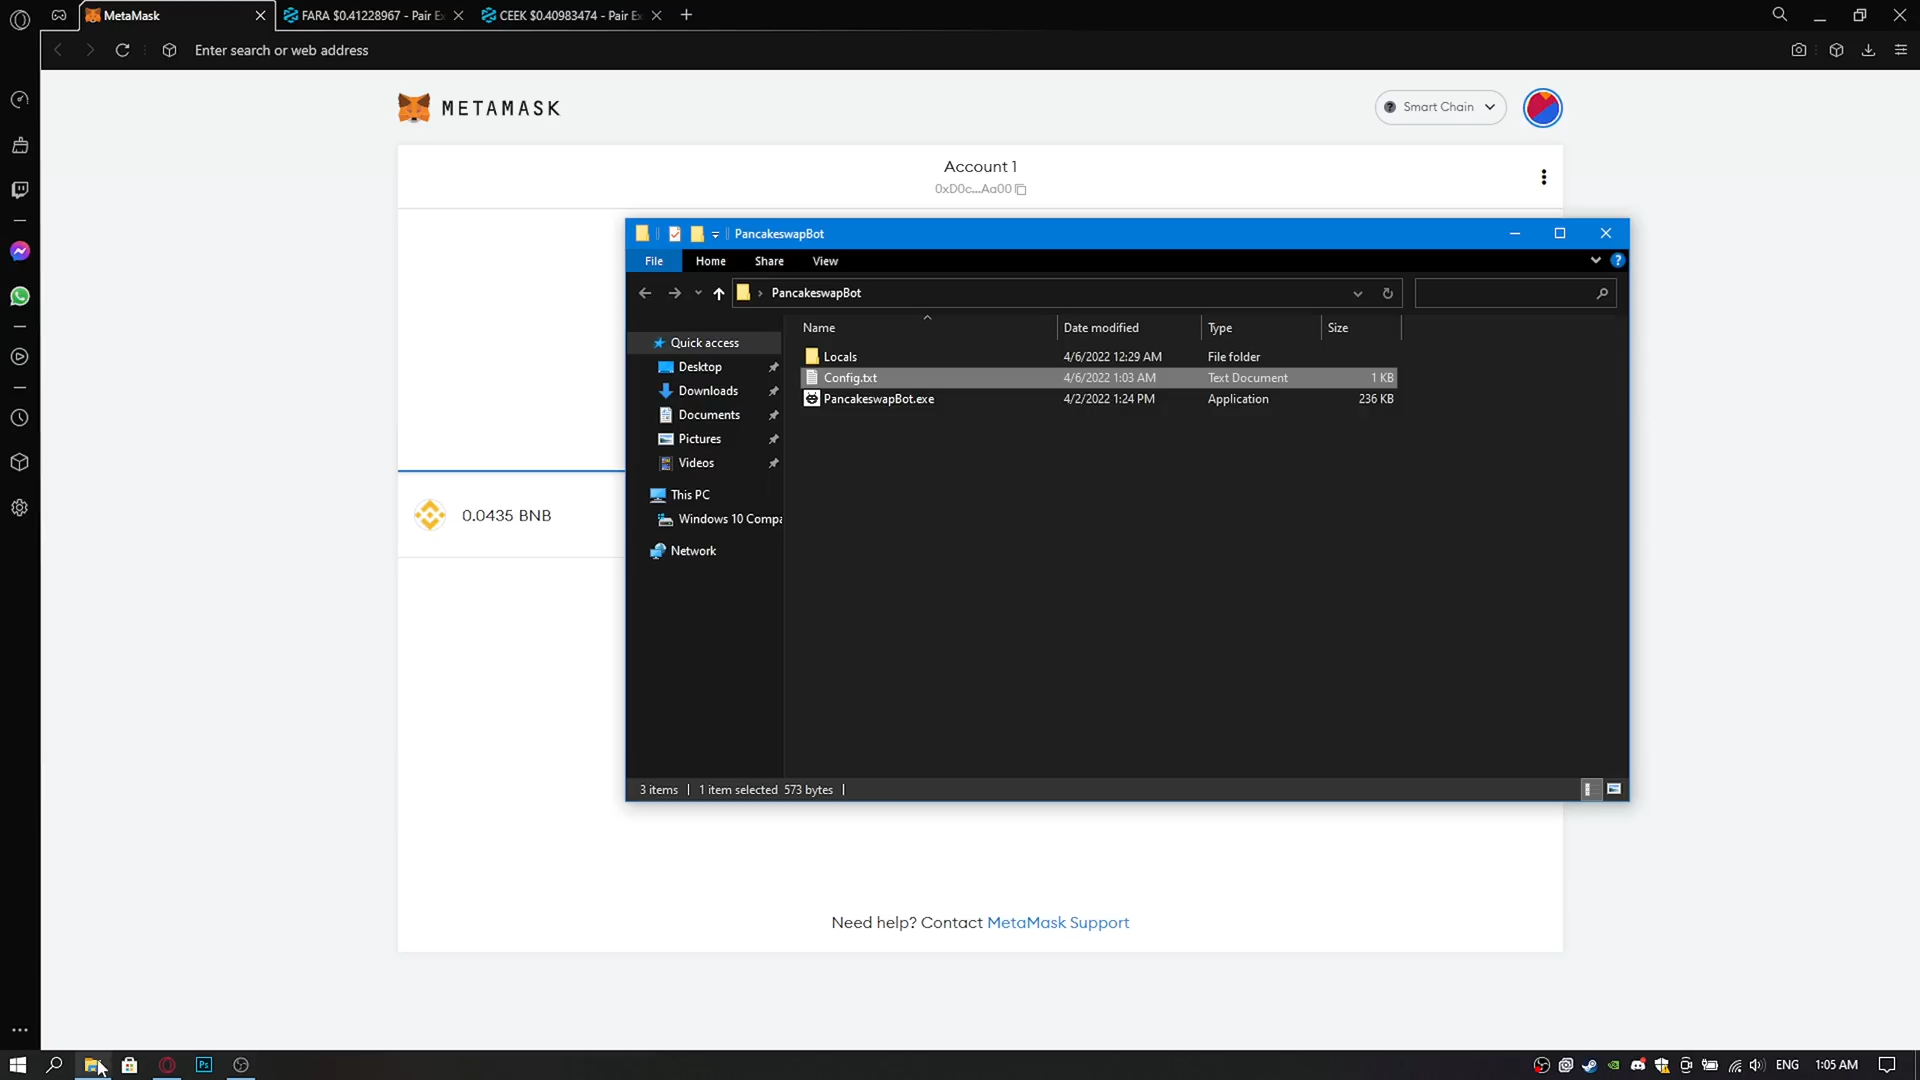 MetaMask
FARA $0.41228967 - Pair E
CEEK $0.40983474 - Pair Ex
Enter search or web address
METAMASK
Smart Chain
Account 1
0xD0c...Aa00
PancakeswapBot
File
Home
Share
View
PancakeswapBot
Name
Date modified
Type
Size
Quick access
Locals
4/6/2022 12:29 AM
File folder
Desktop
Config.txt
4/6/2022 1:03 AM
Text Document
1 KB
Downloads
PancakeswapBot.exe
4/2/2022 1:24 PM
Application
236 KB
Documents
Pictures
Videos
This PC
Windows 10 Compa
Network
0.0435 BNB
3 items
1 item selected 573 bytes
Need help? Contact MetaMask Support
Ps
ENG
1:05 AM